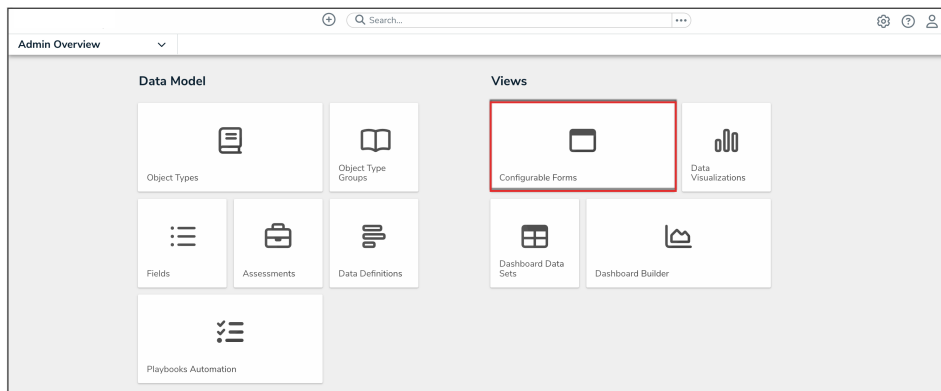 Search...
Admin Overview
Data Model
Views
Object Types
Object Type
Groups
Configurable Forms
Data
Visualizations
Fields
Assessments
Data Definitions
Dashboard Data
Sets
Dashboard Builder
Playbooks Automation